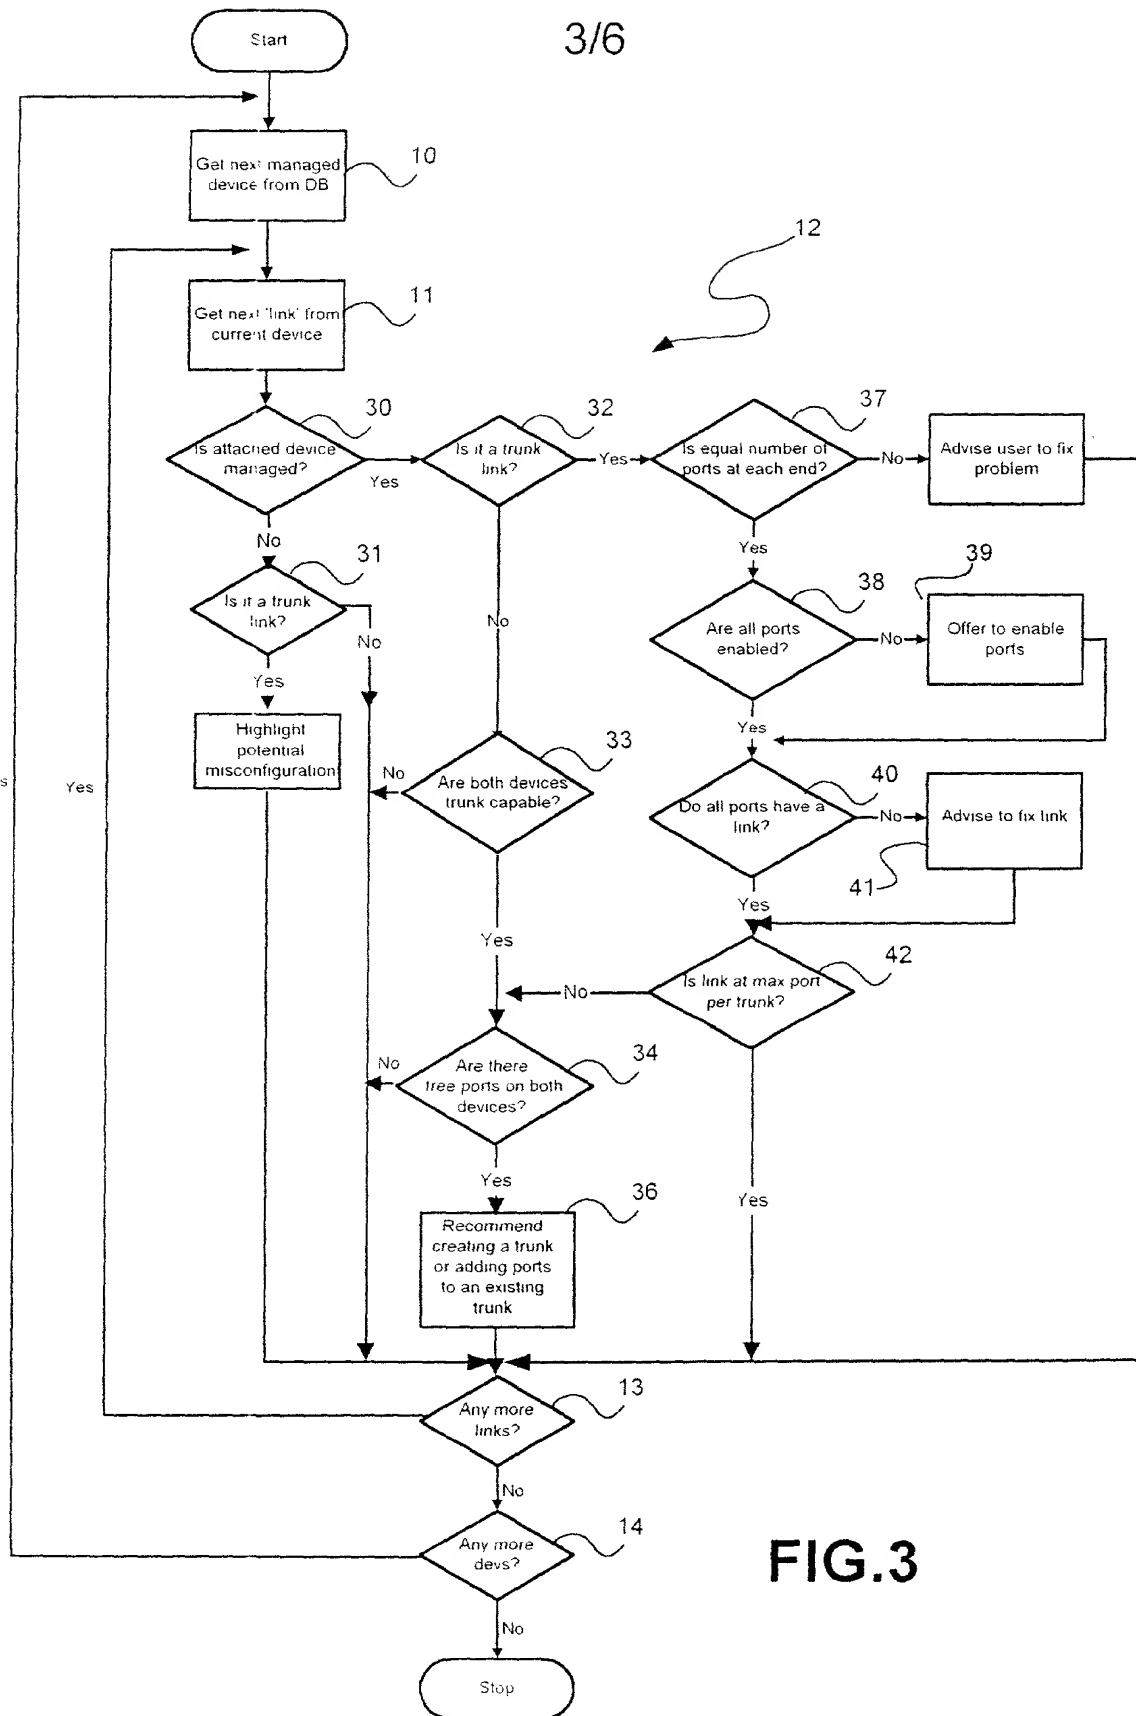 3/6
Start
Get next managed
device from DB
10
12
Get next 'link' from
current device
11
Is attached device
managed?
30
Yes
Is it a trunk
link?
32
Yes
Is equal number of
ports at each end?
37
No
Advise user to fix
problem
No
Is it a trunk
link?
31
No
Yes
Highlight
potential
misconfiguration
No
Yes
Are all ports
enabled?
38
No
39
Offer to enable
ports
Yes
Are both devices
trunk capable?
33
No
Do all ports have a
link?
40
No
Advise to fix link
41
s
Yes
Yes
Yes
Is link at max port
per trunk?
42
No
Are there
free ports on both
devices?
34
No
Yes
Yes
Recommend
creating a trunk
or adding ports
to an existing
trunk
36
Any more
links?
13
No
Any more
devs?
14
No
Stop
FIG.3